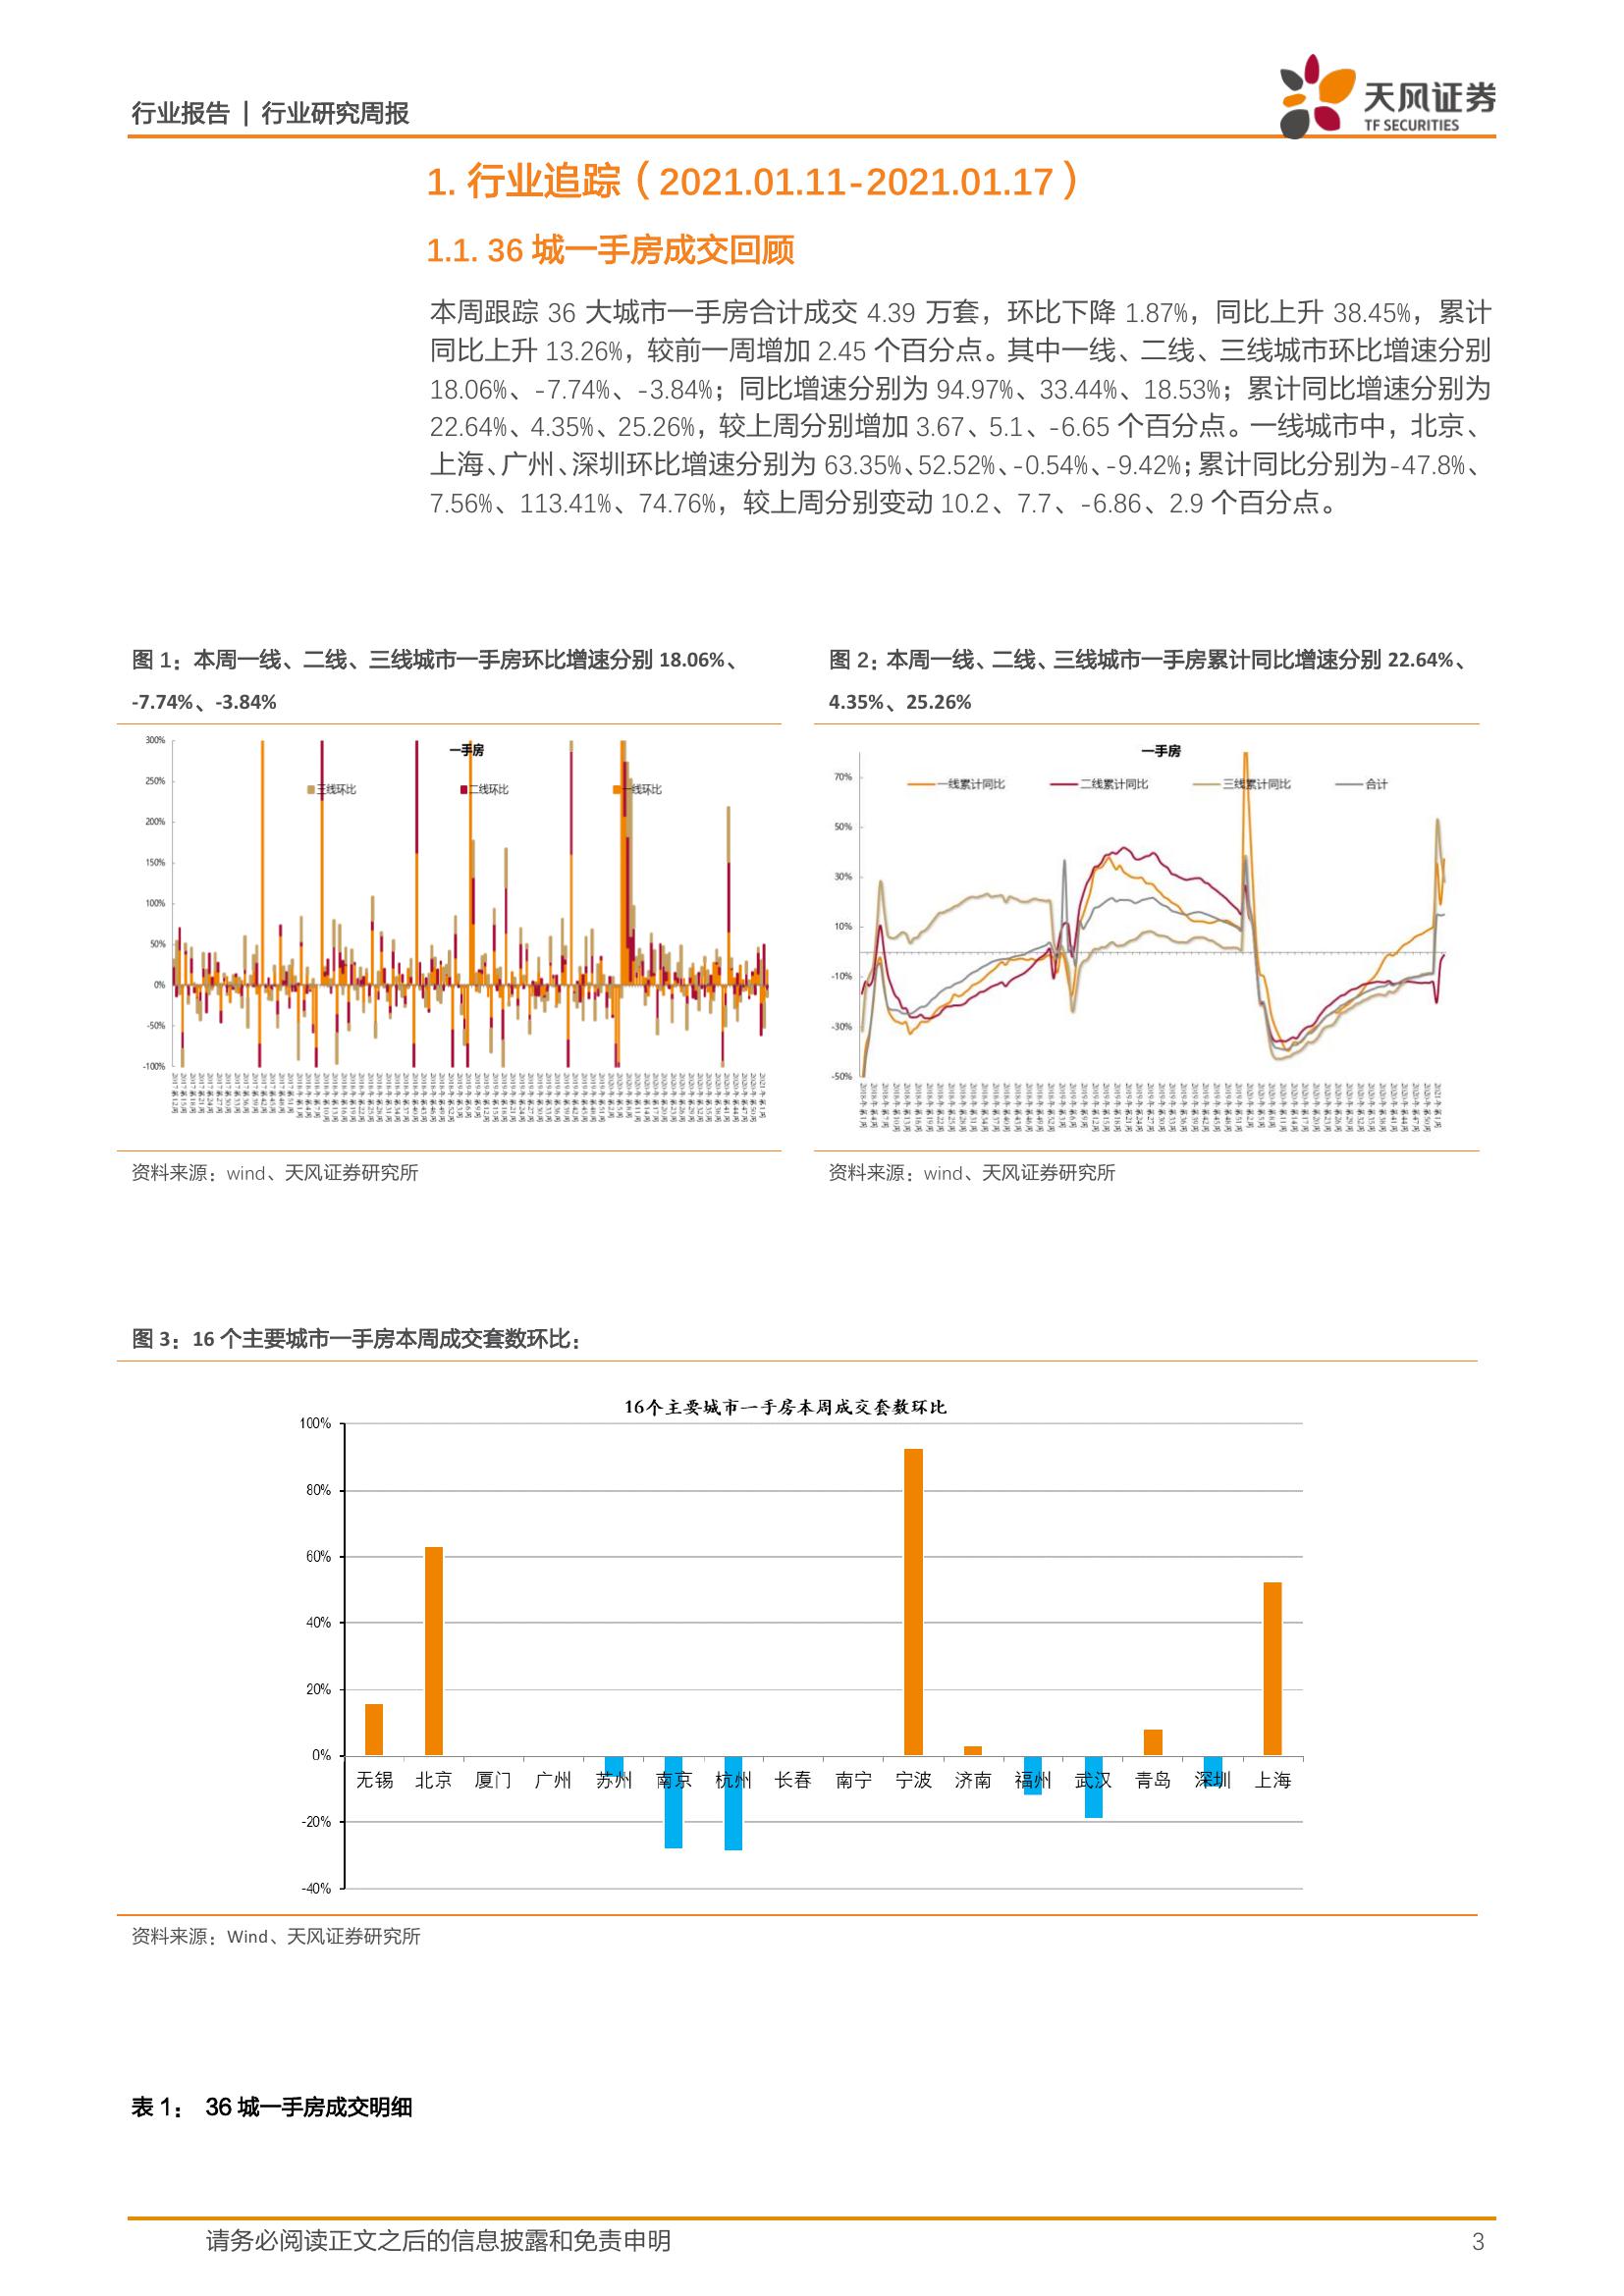 行业报告 | 行业研究周报
天风证券
TF SECURITIES
1. 行业追踪（2021.01.11-2021.01.17）
1.1. 36 城一手房成交回顾
本周跟踪 36 大城市一手房合计成交 4.39 万套，环比下降 1.87%，同比上升 38.45%，累计
同比上升 13.26%，较前一周增加 2.45 个百分点。其中一线、二线、三线城市环比增速分别
18.06%、-7.74%、-3.84%；同比增速分别为 94.97%、33.44%、18.53%；累计同比增速分别为
22.64%、4.35%、25.26%，较上周分别增加 3.67、5.1、-6.65 个百分点。一线城市中，北京、
上海、广州、深圳环比增速分别为 63.35%、52.52%、-0.54%、-9.42%；累计同比分别为-47.8%、
7.56%、113.41%、74.76%，较上周分别变动 10.2、7.7、-6.86、2.9 个百分点。
图 1：本周一线、二线、三线城市一手房环比增速分别 18.06%、
-7.74%、-3.84%
一手房
三线环比 二线环比 一线环比
300%
250%
200%
150%
100%
50%
0%
-50%
-100%
资料来源：wind、天风证券研究所
图 2：本周一线、二线、三线城市一手房累计同比增速分别 22.64%、
4.35%、25.26%
一手房
一线累计同比 二线累计同比 三线累计同比 合计
70%
50%
30%
10%
-10%
-30%
-50%
资料来源：wind、天风证券研究所
图 3：16 个主要城市一手房本周成交套数环比：
16个主要城市一手房本周成交套数环比
100%
80%
60%
40%
20%
0%
-20%
-40%
无锡 北京 厦门 广州 苏州 南京 杭州 长春 南宁 宁波 济南 福州 武汉 青岛 深圳 上海
资料来源：Wind、天风证券研究所
表 1： 36 城一手房成交明细
请务必阅读正文之后的信息披露和免责申明 3